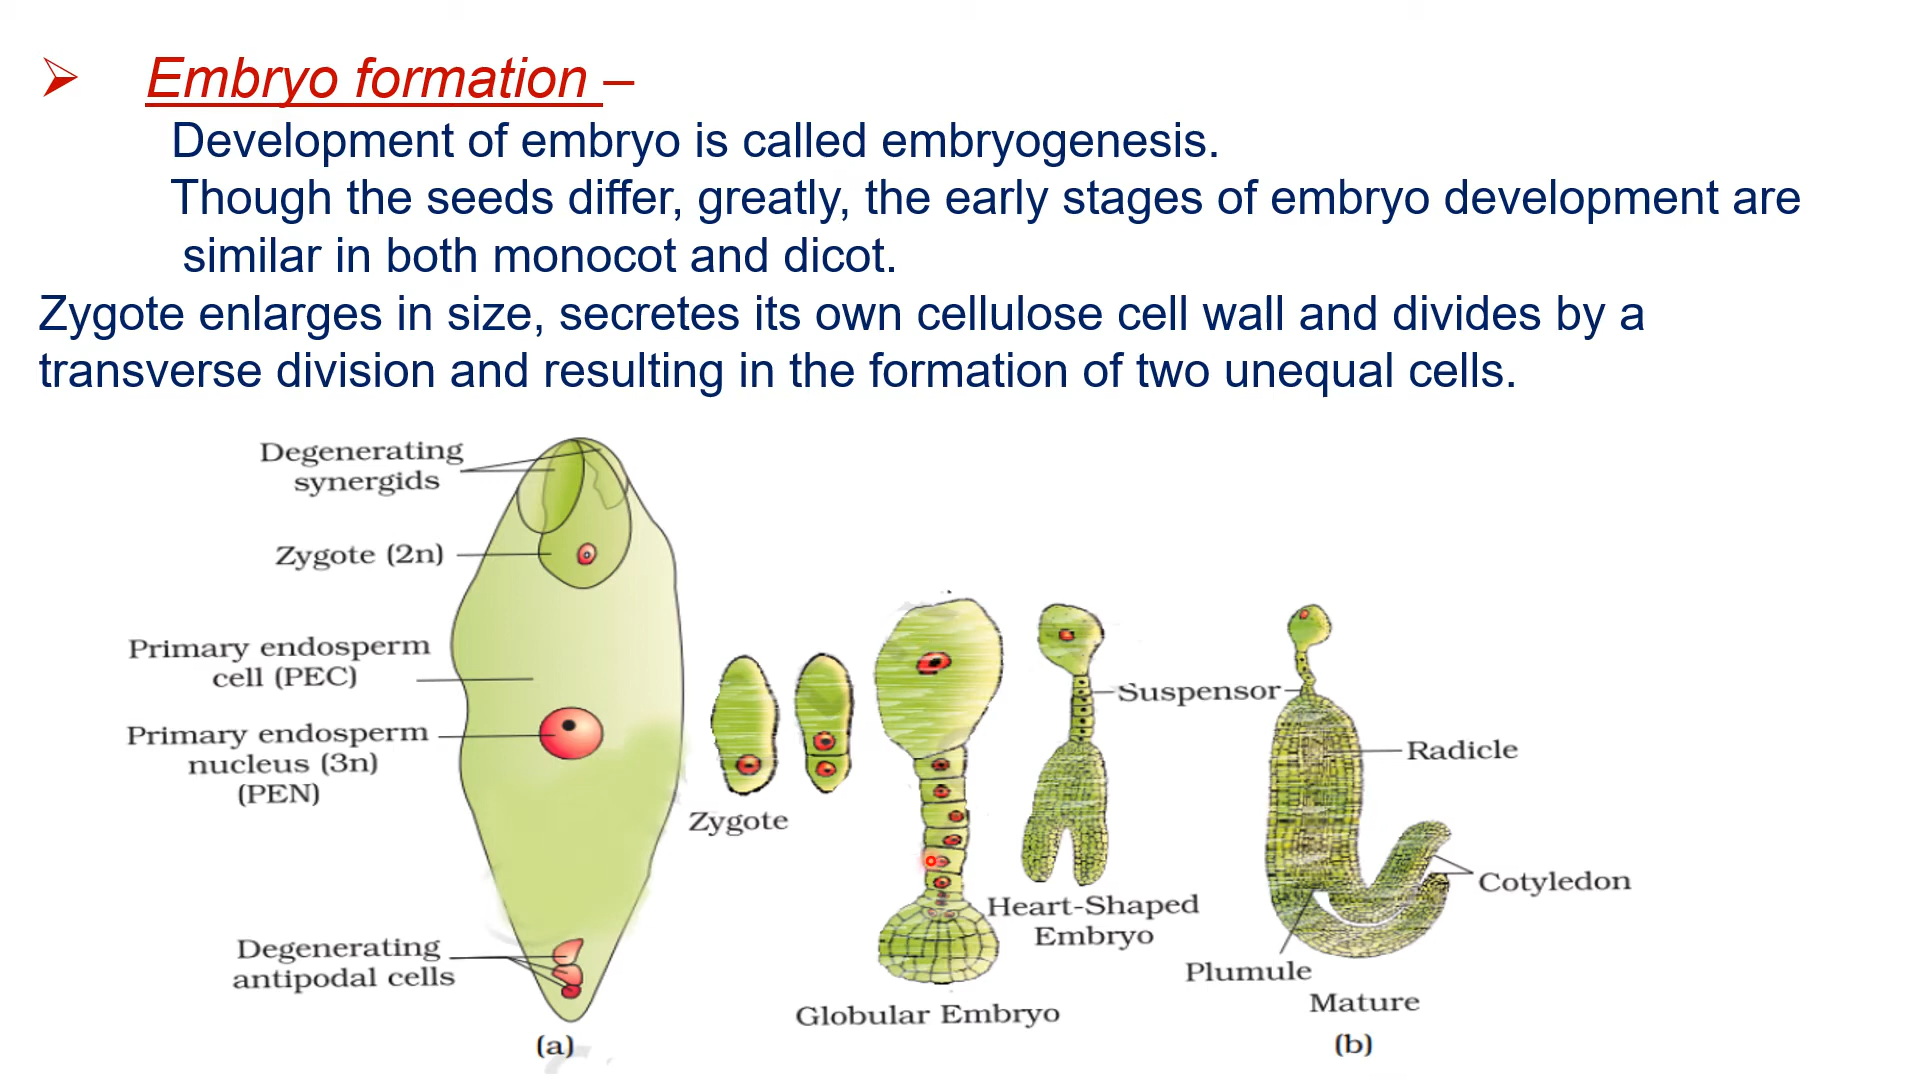 Embryo formation –
Development of embryo is called embryogenesis.
Though the seeds differ, greatly, the early stages of embryo development are
similar in both monocot and dicot.
Zygote enlarges in size, secretes its own cellulose cell wall and divides by a
transverse division and resulting in the formation of two unequal cells.
Degenerating
synergids
Zygote (2n)
Primary endosperm
cell (PEC)
Primary endosperm
nucleus (3n)
(PEN)
Degenerating
antipodal cells
(a)
Zygote
Globular Embryo
Suspensor
Heart-Shaped
Embryo
Radicle
Cotyledon
Plumule
Mature
(b)